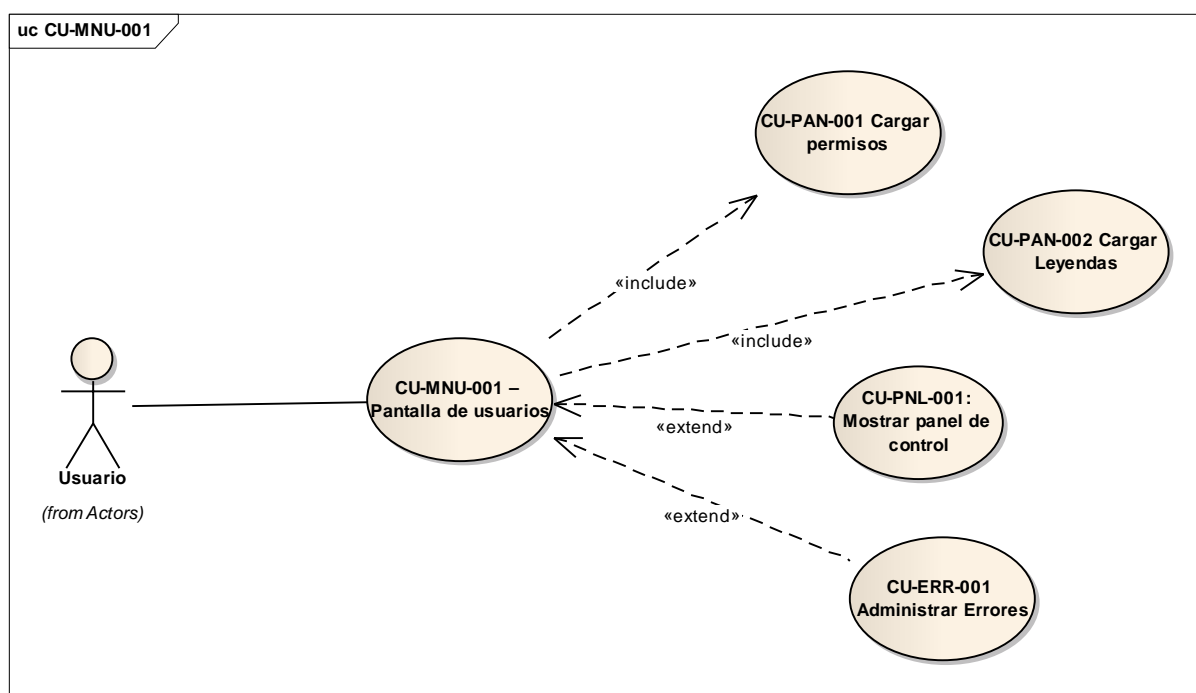 uc CU-MNU-001
CU-PAN-001 Cargar
permisos
CU-PAN-002 Cargar
Leyendas
«include»
«include»
CU-MNU-001 –
Pantalla de usuarios
CU-PNL-001:
Mostrar panel de
control
«extend»
Usuario
(from Actors)
«extend»
CU-ERR-001
Administrar Errores